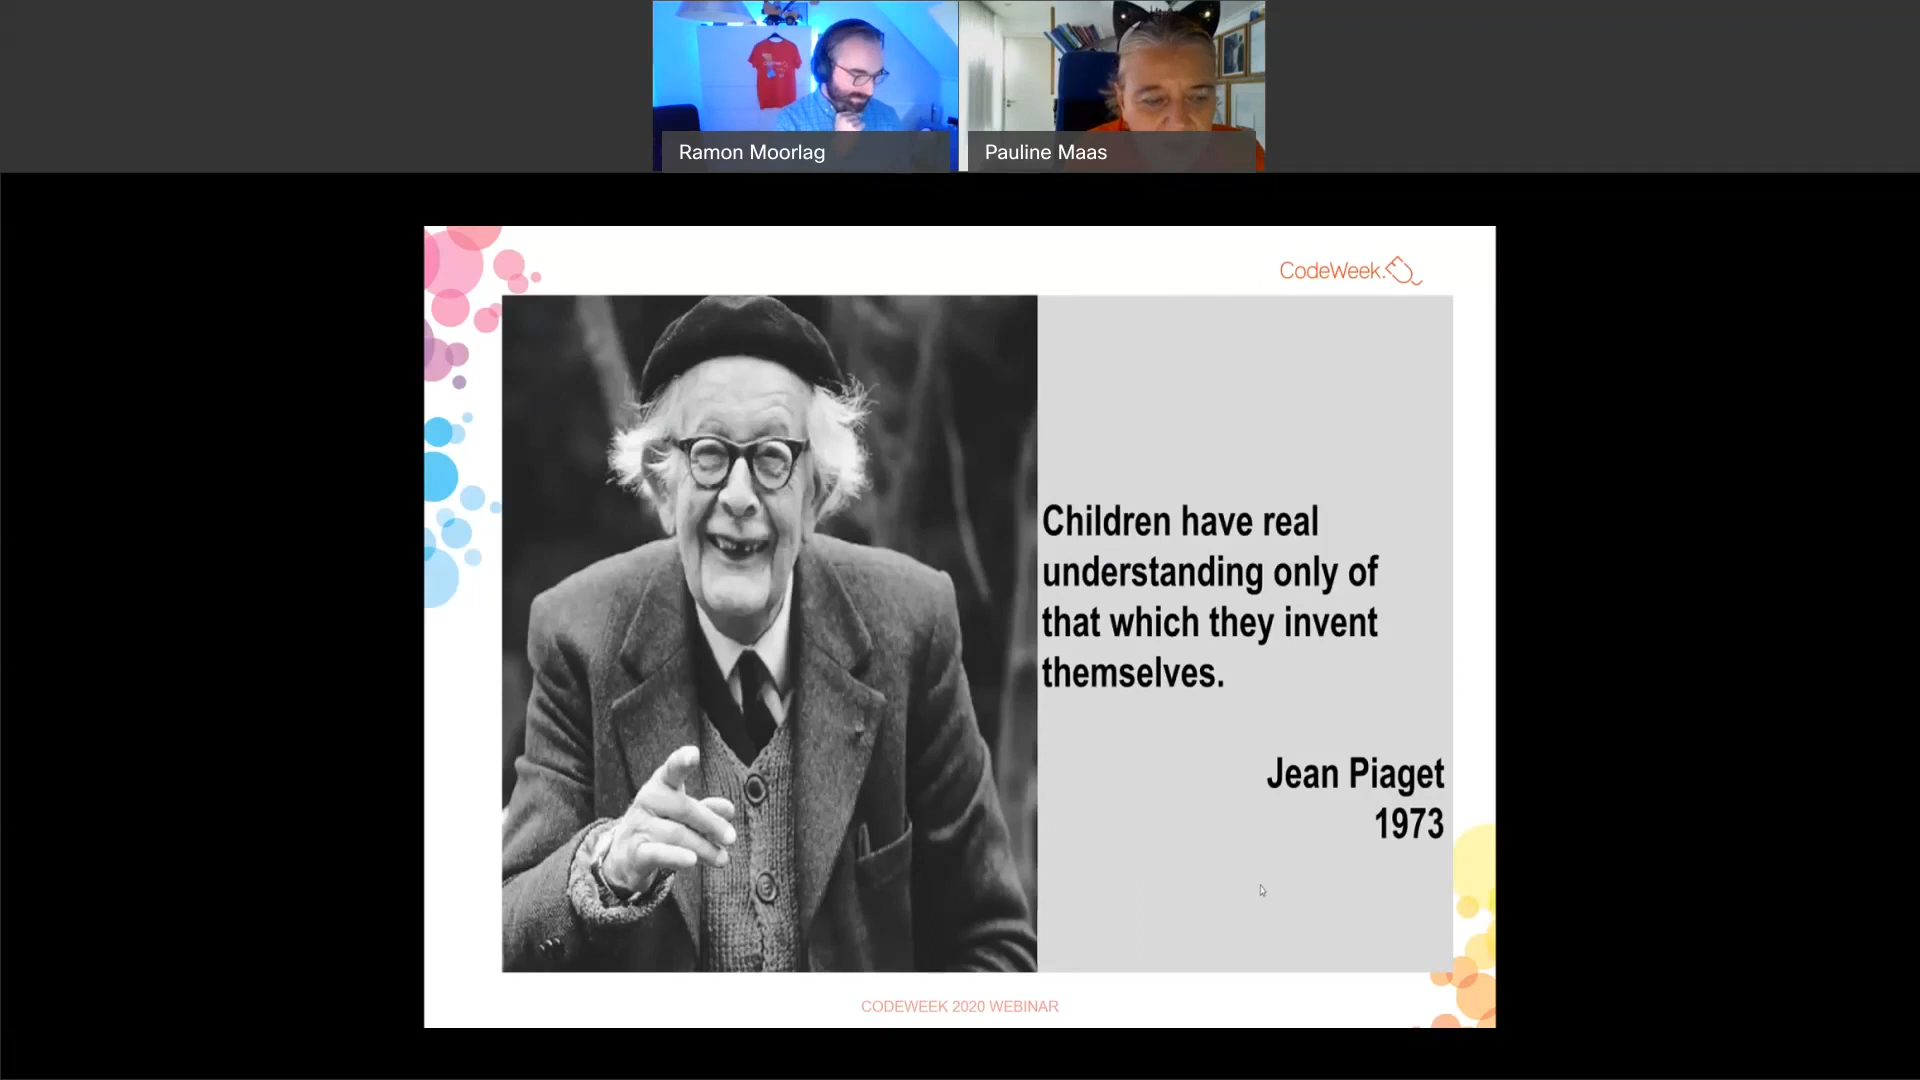 Ramon Moorlag
Pauline Maas
CodeWeek
Children have real
understanding only of
that which they invent
themselves.
Jean Piaget
1973
CODEWEEK 2020 WEBINAR